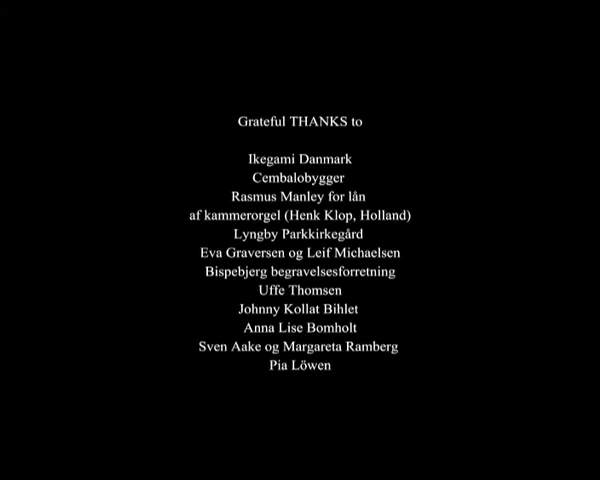 Grateful THANKS to
Ikegami Danmark
Cembalobygger
Rasmus Manley for lån
af kammerorgel (Henk Klop, Holland)
Lyngby Parkkirkegård
Eva Graversen og Leif Michaelsen
Bispebjerg begravelsesforretning
Uffe Thomsen
Johnny Kollat Bihlet
Anna Lise Bomholt
Sven Aake og Margareta Ramberg
Pia Löwen